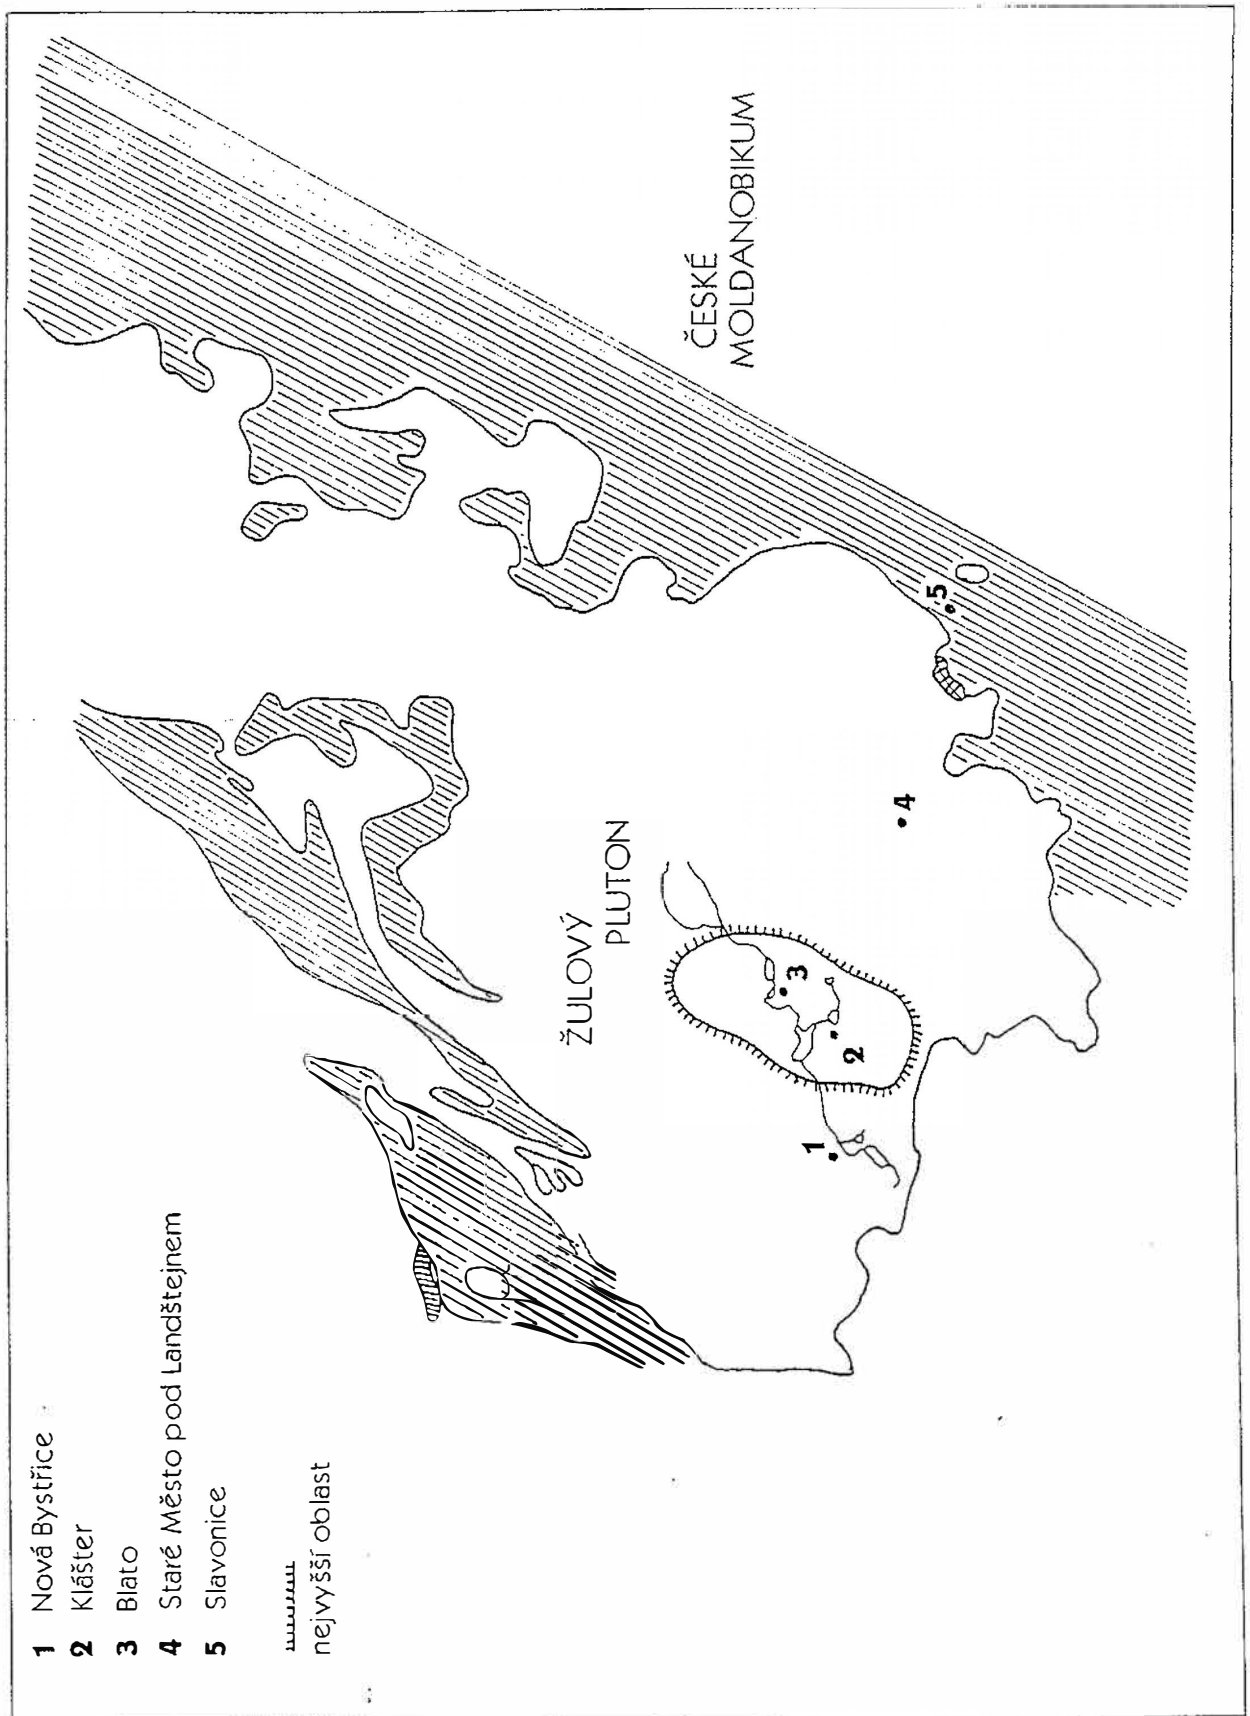 1 Nová Bystřice
2 Klášter
3 Blato
4 Staré Město pod Landštejnem
5 Slavonice
nejvyšší oblast
ŽULOVÝ
PLUTON
ČESKÉ
MOLDANOBIKUM
1
2
3
4
5